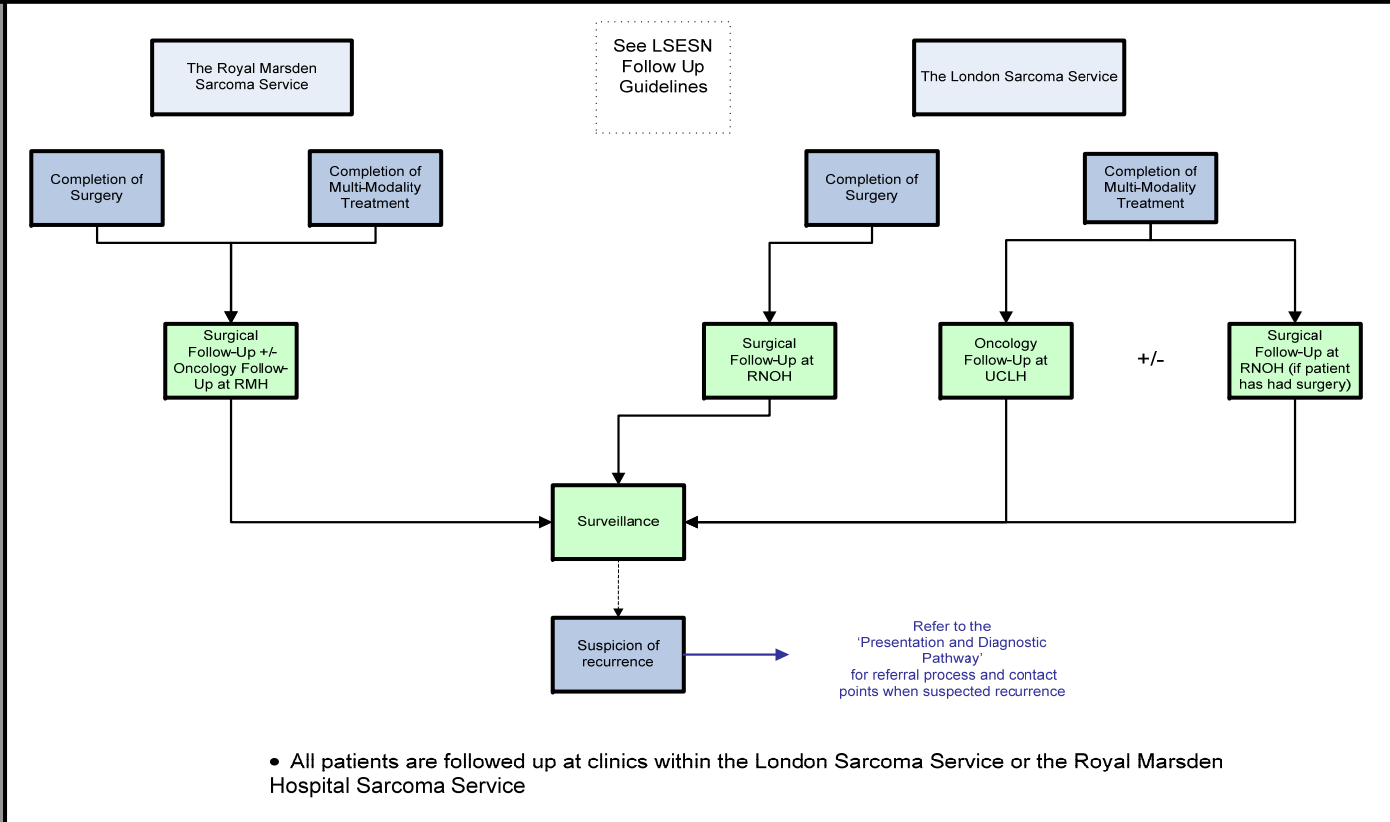 The Royal Marsden
Sarcoma Service
See LSESN
Follow Up
Guidelines
The London Sarcoma Service
Completion of
Surgery
Completion of
Multi-Modality
Treatment
Completion of
Surgery
Completion of
Multi-Modality
Treatment
Surgical
Follow-Up +/-
Oncology Follow-
Up at RMH
Surgical
Follow-Up at
RNOH
Oncology
Follow-Up at
UCLH
+/-
Surgical
Follow-Up at
RNOH (if patient
has had surgery)
Surveillance
Suspicion of
recurrence
Refer to the
‘Presentation and Diagnostic
Pathway’
for referral process and contact
points when suspected recurrence
• All patients are followed up at clinics within the London Sarcoma Service or the Royal Marsden
Hospital Sarcoma Service